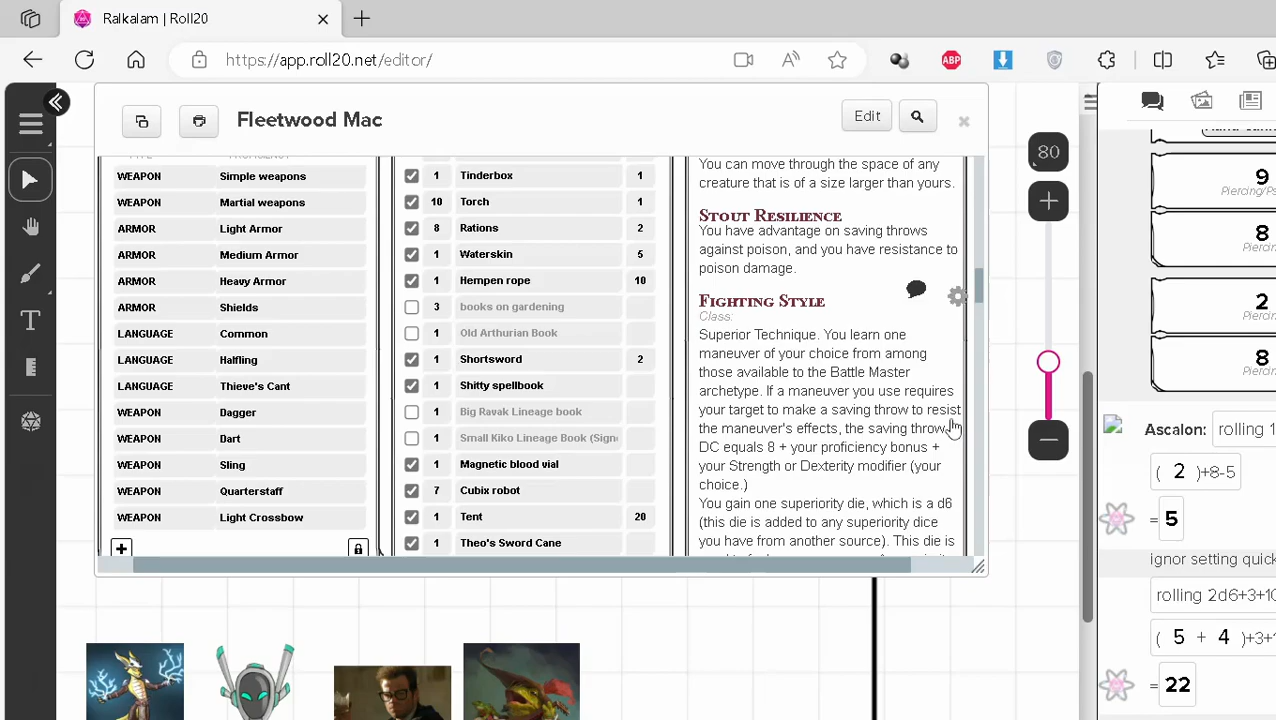 Ralkalam | Roll20
https://app.roll20.net/editor/
ABP
Fleetwood Mac
Edit
WEAPON Simple weapons
WEAPON Martial weapons
ARMOR Light Armor
ARMOR Medium Armor
ARMOR Heavy Armor
ARMOR Shields
LANGUAGE Common
LANGUAGE Halfling
LANGUAGE Thieve's Cant
WEAPON Dagger
WEAPON Dart
WEAPON Sling
WEAPON Quarterstaff
WEAPON Light Crossbow
1 Tinderbox 1
10 Torch 1
8 Rations 2
1 Waterskin 5
1 Hempen rope 10
3 books on gardening
1 Old Arthurian Book
1 Shortsword 2
1 Shitty spellbook
1 Big Ravak Lineage book
1 Small Kiko Lineage Book (Sign
1 Magnetic blood vial
7 Cubix robot
1 Tent 20
1 Theo's Sword Cane
You can move through the space of any
creature that is of a size larger than yours.
STOUT RESILIENCE
You have advantage on saving throws
against poison, and you have resistance to
poison damage.
FIGHTING STYLE
Class:
Superior Technique. You learn one
maneuver of your choice from among
those available to the Battle Master
archetype. If a maneuver you use requires
your target to make a saving throw to resist
the maneuver's effects, the saving throw
DC equals 8 + your proficiency bonus +
your Strength or Dexterity modifier (your
choice.)
You gain one superiority die, which is a d6
(this die is added to any superiority dice
you have from another source). This die is
80
T
9
Piercing/Ps
8
Pierci
2
Pierci
8
Pierci
Ascalon: rolling 1
( 2 )+8-5
= 5
ignor setting quick
rolling 2d6+3+10
( 5 + 4 )+3+1
= 22